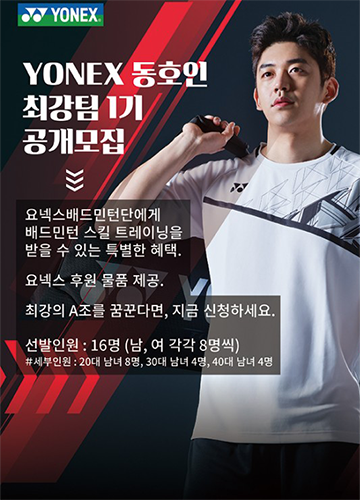 YONEX
YONEX 동호인
최강팀 1기
공개모집
요넥스배드민턴단에게
배드민턴 스킬 트레이닝을
받을 수 있는 특별한 혜택.
요넥스 후원 물품 제공.
최강의 A조를 꿈꾼다면, 지금 신청하세요.
선발인원 : 16명 (남, 여 각각 8명씩)
#세부인원 : 20대 남녀 8명, 30대 남녀 4명, 40대 남녀 4명